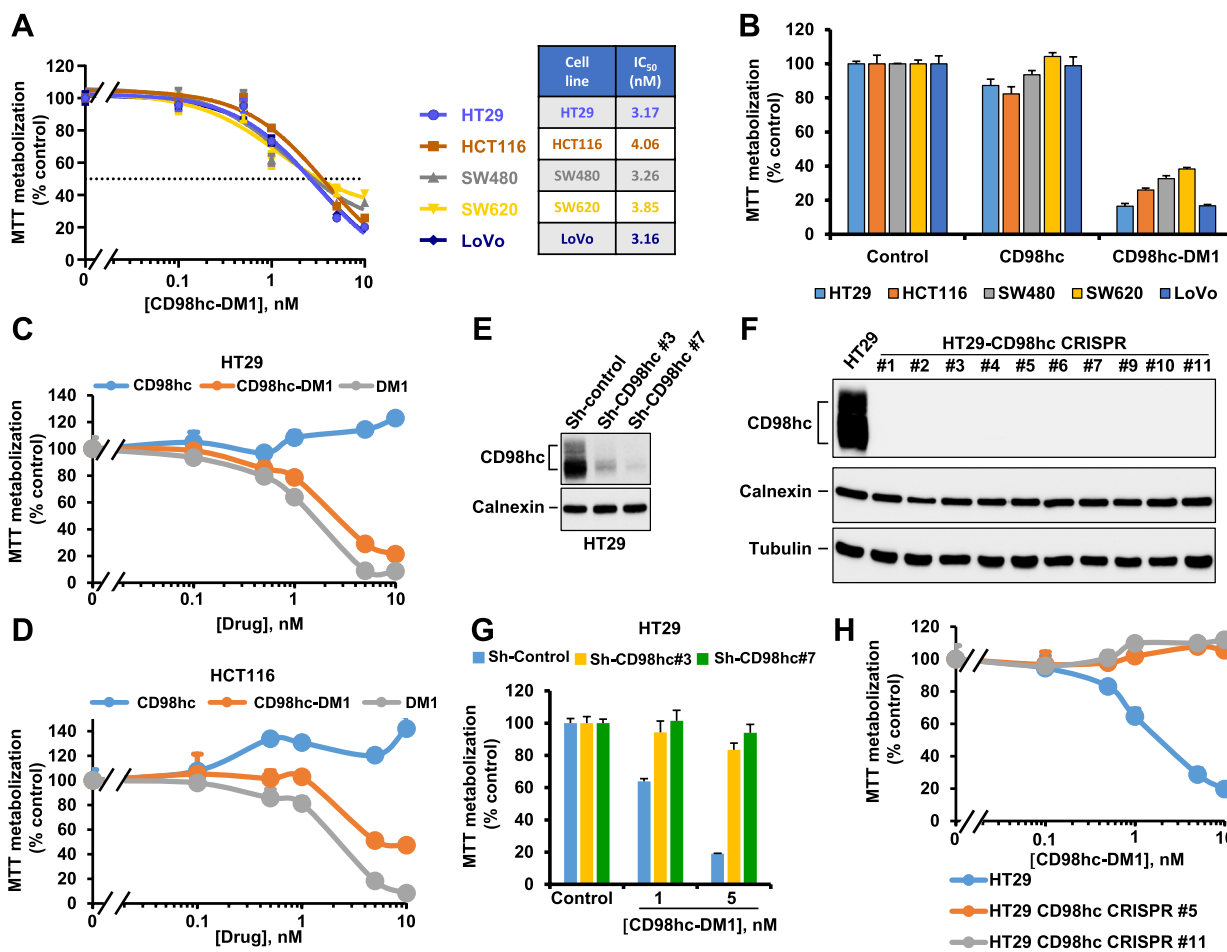 A
MTT metabolization
(% control)
120
100
80
60
40
20
0
0
0.1
1
10
[CD98hc-DM1], nM
HT29
HCT116
SW480
SW620
LoVo
Cell line IC50 (nM)
HT29 3.17
HCT116 4.06
SW480 3.26
SW620 3.85
LoVo 3.16
B
MTT metabolization
(% control)
120
100
80
60
40
20
0
Control CD98hc CD98hc-DM1
HT29 HCT116 SW480 SW620 LoVo
C
HT29
CD98hc CD98hc-DM1 DM1
MTT metabolization
(% control)
140
120
100
80
60
40
20
0
0 0.1 1 10
[Drug], nM
D
HCT116
CD98hc CD98hc-DM1 DM1
MTT metabolization
(% control)
140
120
100
80
60
40
20
0
0 0.1 1 10
[Drug], nM
E
Sh-control
Sh-CD98hc #3
Sh-CD98hc #7
CD98hc
Calnexin
HT29
F
HT29
HT29-CD98hc CRISPR
#1 #2 #3 #4 #5 #6 #7 #9 #10 #11
CD98hc
Calnexin
Tubulin
G
HT29
Sh-Control Sh-CD98hc#3 Sh-CD98hc#7
MTT metabolization
(% control)
120
100
80
60
40
20
0
Control 1 5
[CD98hc-DM1], nM
H
MTT metabolization
(% control)
120
100
80
60
40
20
0
0 0.1 1 10
[CD98hc-DM1], nM
HT29
HT29 CD98hc CRISPR #5
HT29 CD98hc CRISPR #11